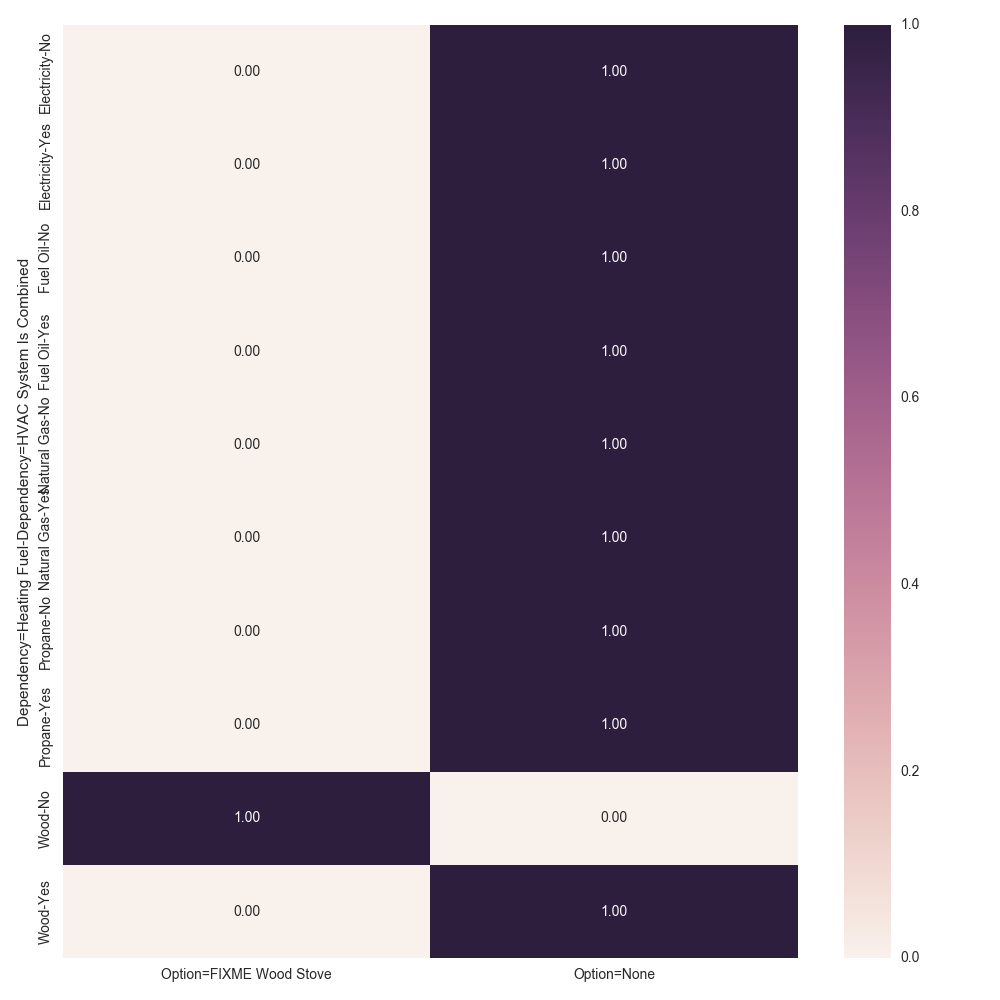 Dependency=Heating Fuel-Dependency=HVAC System Is Combined
Electricity-No
0.00 1.00
Electricity-Yes
0.00 1.00
Fuel Oil-No
0.00 1.00
Fuel Oil-Yes
0.00 1.00
Natural Gas-No
0.00 1.00
Natural Gas-Yes
0.00 1.00
Propane-No
0.00 1.00
Propane-Yes
0.00 1.00
Wood-No
1.00 0.00
Wood-Yes
0.00 1.00
Option=FIXME Wood Stove
Option=None
1.0
0.8
0.6
0.4
0.2
0.0